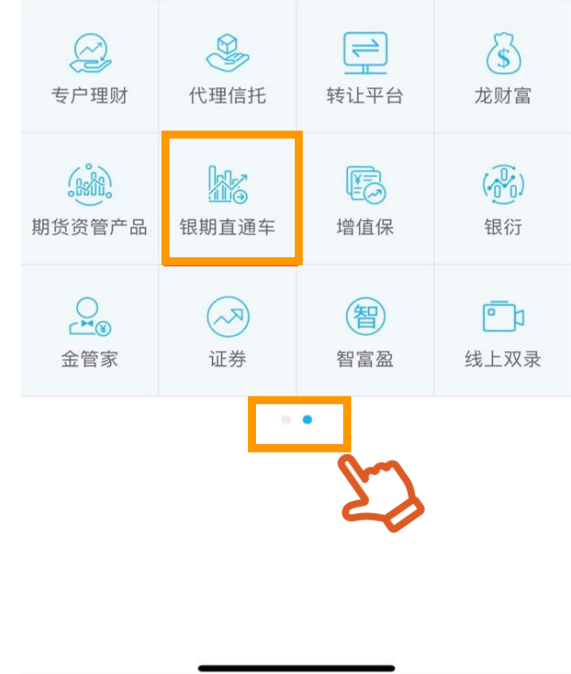 专户理财
代理信托
转让平台
龙财富
期货资管产品
银期直通车
增值保
银衍
金管家
证券
智
智富盈
线上双录